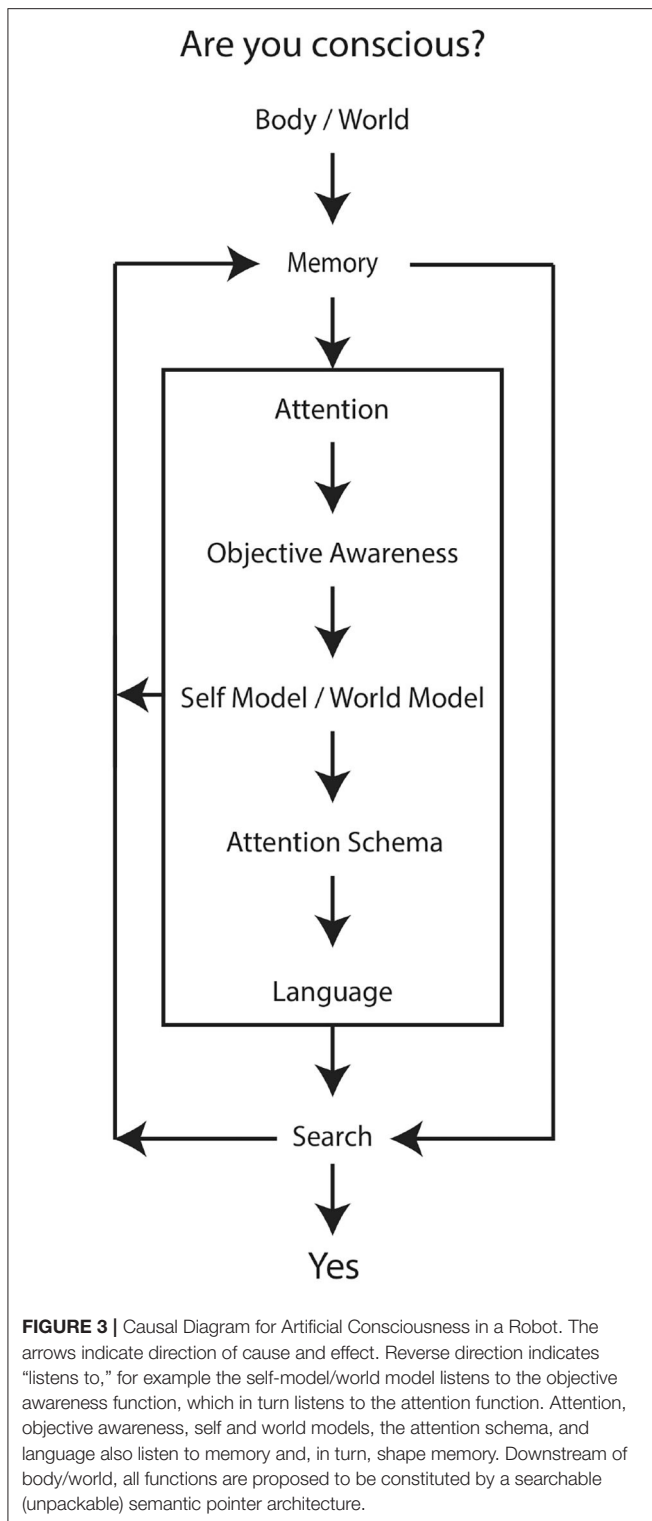 Are you conscious?
Body / World
Memory
Attention
Objective Awareness
Self Model / World Model
Attention Schema
Language
Search
Yes
FIGURE 3 | Causal Diagram for Artificial Consciousness in a Robot. The
arrows indicate direction of cause and effect. Reverse direction indicates
“listens to,” for example the self-model/world model listens to the objective
awareness function, which in turn listens to the attention function. Attention,
objective awareness, self and world models, the attention schema, and
language also listen to memory and, in turn, shape memory. Downstream of
body/world, all functions are proposed to be constituted by a searchable
(unpackable) semantic pointer architecture.